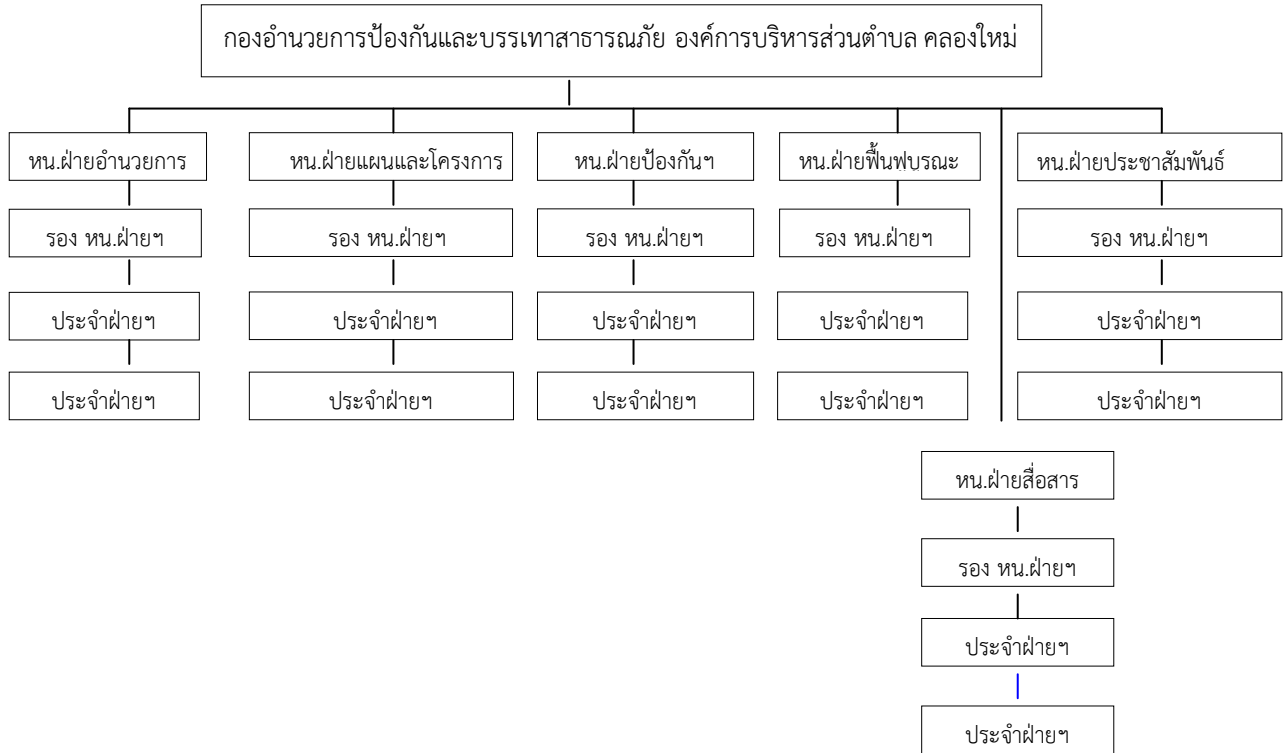 กองอำนวยการป้องกันและบรรเทาสาธารณภัย องค์การบริหารส่วนตำบล คลองใหม่
หน.ฝ่ายอำนวยการ
หน.ฝ่ายแผนและโครงการ
หน.ฝ่ายป้องกันฯ
หน.ฝ่ายฟื้นฟูบูรณะ
หน.ฝ่ายประชาสัมพันธ์
รอง หน.ฝ่ายฯ
รอง หน.ฝ่ายฯ
รอง หน.ฝ่ายฯ
รอง หน.ฝ่ายฯ
รอง หน.ฝ่ายฯ
ประจำฝ่ายฯ
ประจำฝ่ายฯ
ประจำฝ่ายฯ
ประจำฝ่ายฯ
ประจำฝ่ายฯ
ประจำฝ่ายฯ
ประจำฝ่ายฯ
ประจำฝ่ายฯ
ประจำฝ่ายฯ
ประจำฝ่ายฯ
หน.ฝ่ายสื่อสาร
รอง หน.ฝ่ายฯ
ประจำฝ่ายฯ
ประจำฝ่ายฯ